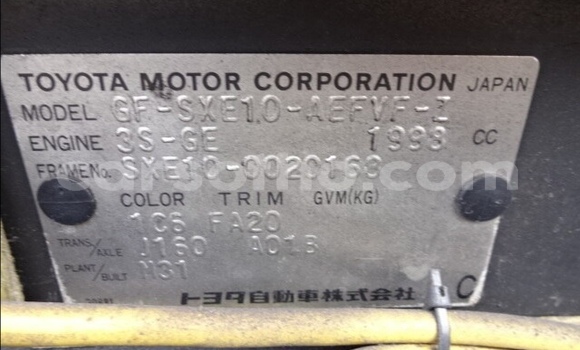 TOYOTA MOTOR CORPORATION JAPAN
MODEL GF-SXE10-AEFVF-Z
ENGINE 3S-GE 1998 CC
FRAME No. SXE10-0020163
COLOR TRIM GVM(KG)
1C6 FA20
TRANS/AXLE J160 A01B
PLANT/BUILT M31
トヨタ自動車株式会社 C